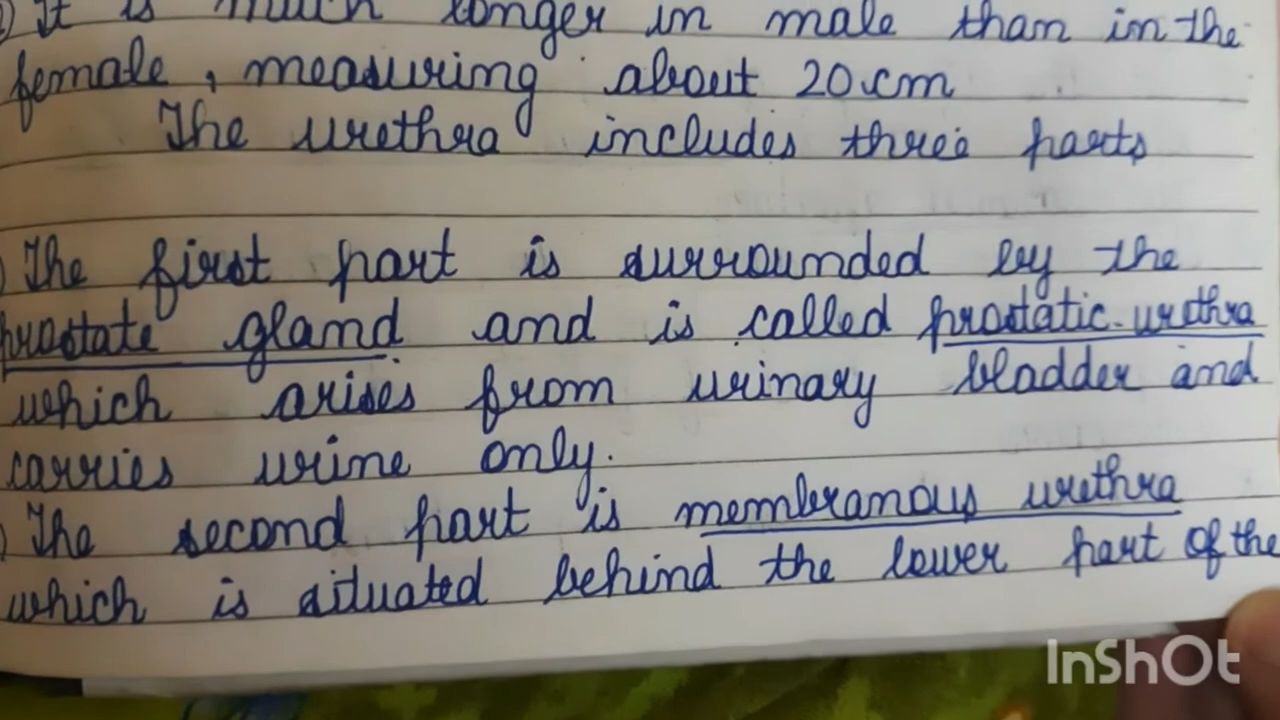 It is much longer in male than in the
female, measuring about 20cm
The urethra includes three parts
The first part is surrounded by the
prostate gland and is called prostatic urethra
which arises from urinary bladder and
carries urine only.
The second part is membranous urethra
which is situated behind the lower part of the
InShOt